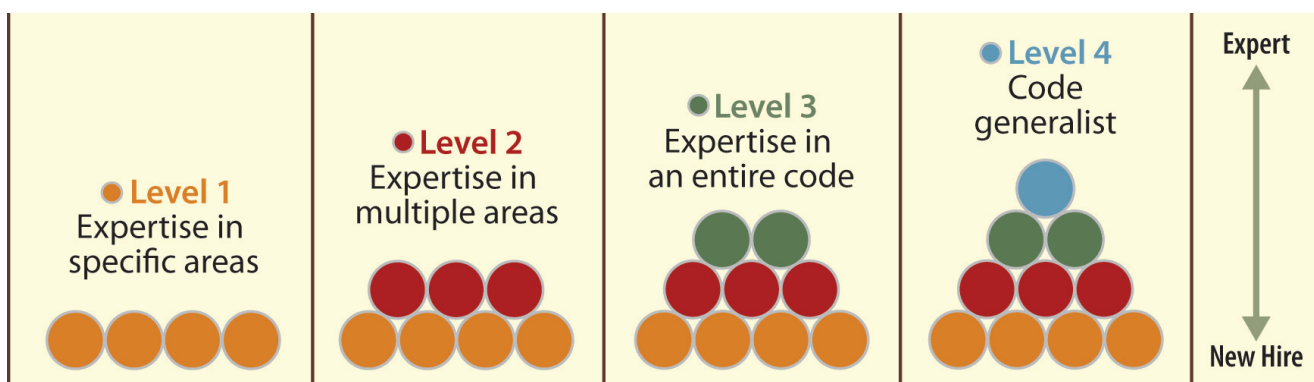 Level 1
Expertise in
specific areas
Level 2
Expertise in
multiple areas
Level 3
Expertise in
an entire code
Level 4
Code
generalist
Expert
New Hire